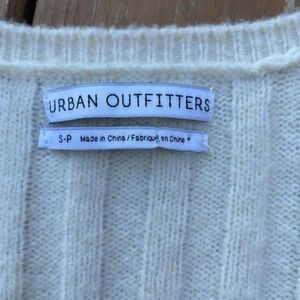 URBAN OUTFITTERS
S-P Made in China / Fabriqué en Chine *